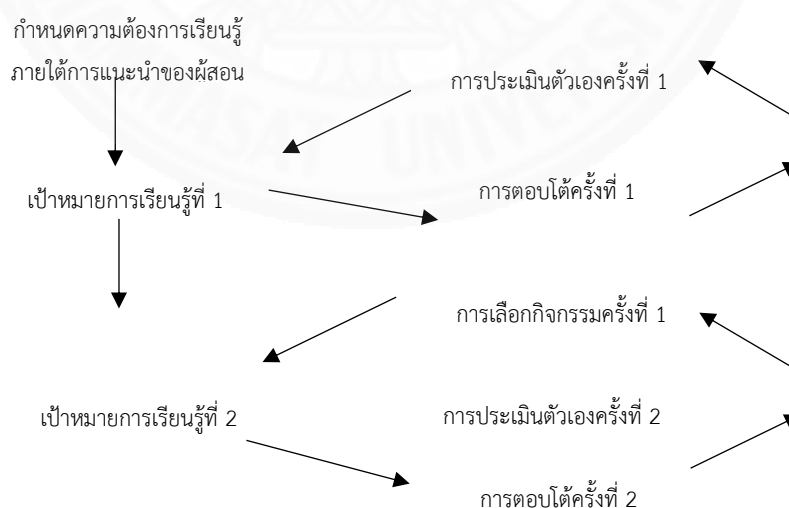 กำหนดความต้องการเรียนรู้
ภายใต้การแนะนำของผู้สอน
การประเมินตัวเองครั้งที่ 1
เป้าหมายการเรียนรู้ที่ 1
การตอบโต้ครั้งที่ 1
การเลือกกิจกรรมครั้งที่ 1
เป้าหมายการเรียนรู้ที่ 2
การประเมินตัวเองครั้งที่ 2
การตอบโต้ครั้งที่ 2